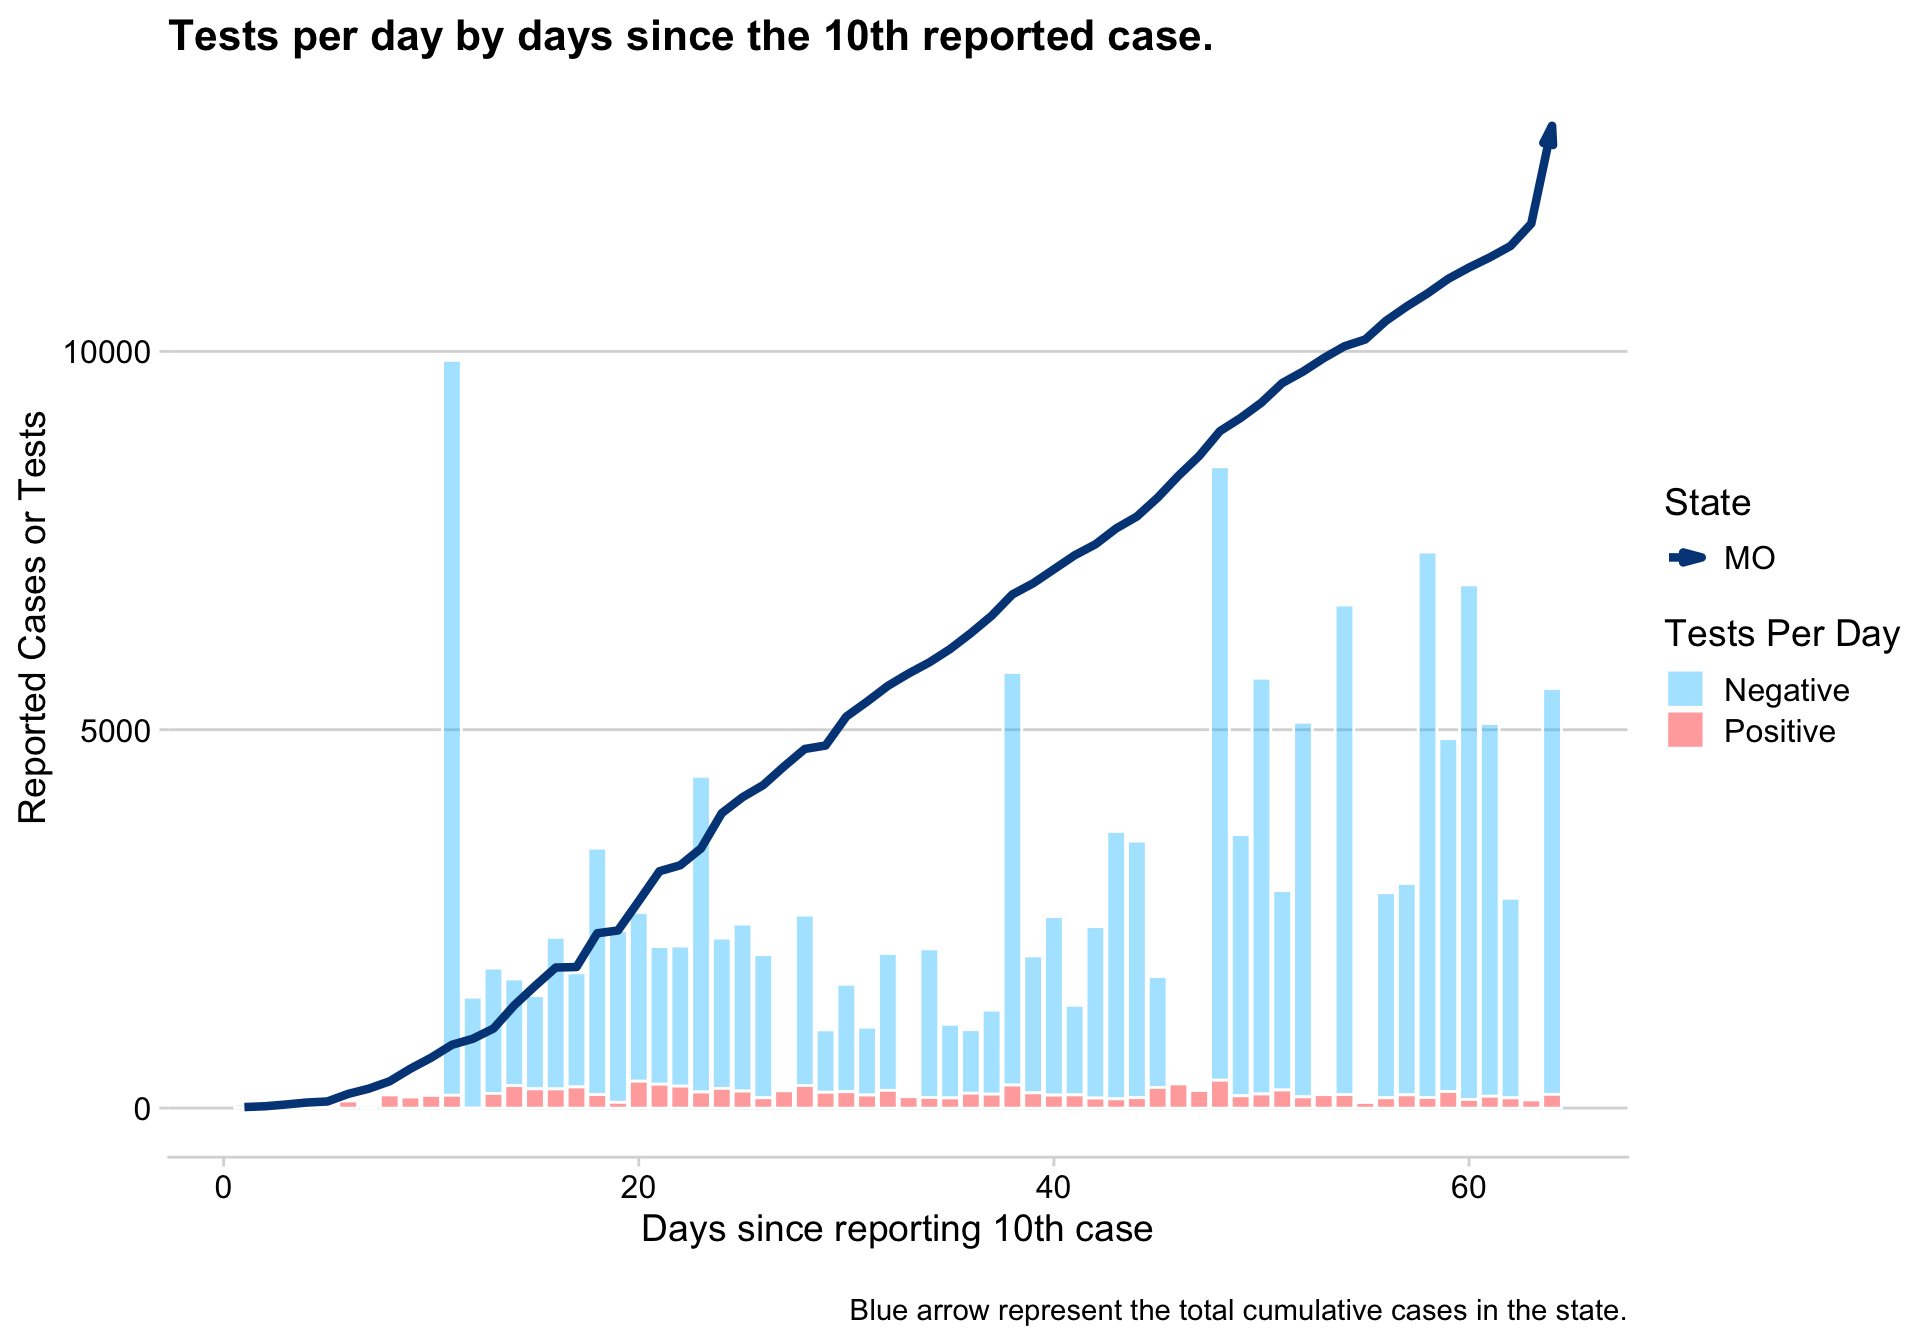 Tests per day by days since the 10th reported case.
10000
5000
0
Reported Cases or Tests
0
20
40
60
Days since reporting 10th case
State
MO
Tests Per Day
Negative
Positive
Blue arrow represent the total cumulative cases in the state.